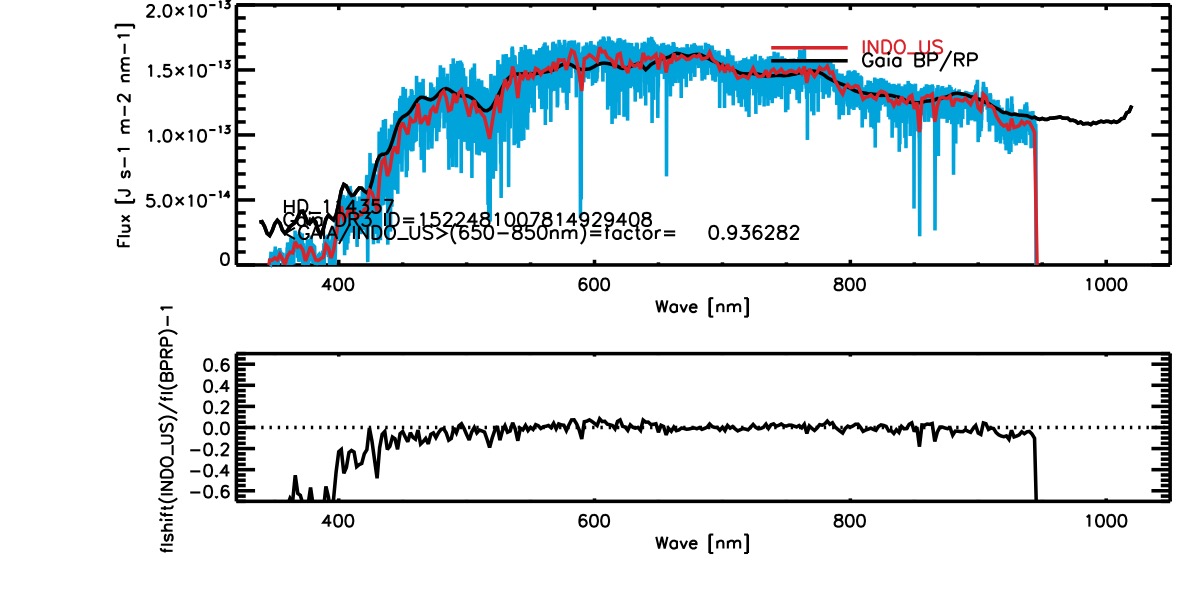 2.0×10−13
1.5×10−13
1.0×10−13
5.0×10−14
0
Flux [J s−1 m−2 nm−1]
INDO_US
Gaia BP/RP
HD_114357
Gaia DR3 ID=1522481007814929408
<GAIA/INDO_US>(650−850nm)=factor= 0.936282
400 600 800 1000
Wave [nm]
flshift(INDO_US)/fl(BPRP)−1
0.6
0.4
0.2
0.0
−0.2
−0.4
−0.6
400 600 800 1000
Wave [nm]